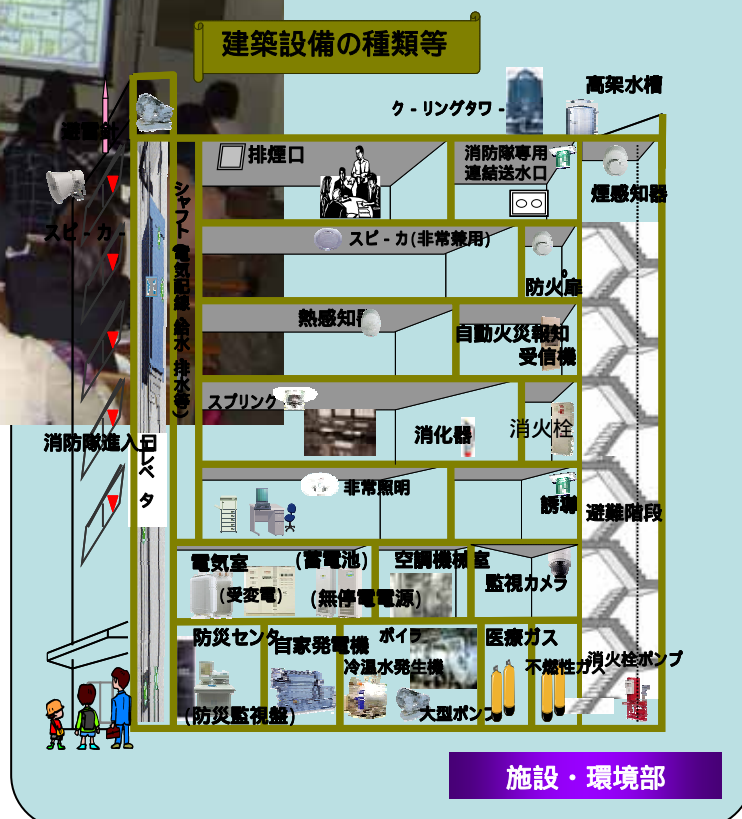 建築設備の種類等
ク-リングタワ-
高架水槽
避雷針
排煙口
消防隊専用
連結送水口
煙感知器
スピ-カ-
スピ-カ(非常兼用)
防火扉
シャフト(電気配線 給水 排水等)
熱感知器
自動火災報知
受信機
スプリンク
消化器
消火栓
消防隊進入口
エレベ-タ
非常照明
誘導
避難階段
電気室
(受変電)
(蓄電池)
(無停電電源)
空調機械室
監視カメラ
防災センタ
(防災監視盤)
自家発電機
ボイラ
冷温水発生機
大型ポンプ
医療ガス
不燃性ガス
消火栓ポンプ
施設・環境部